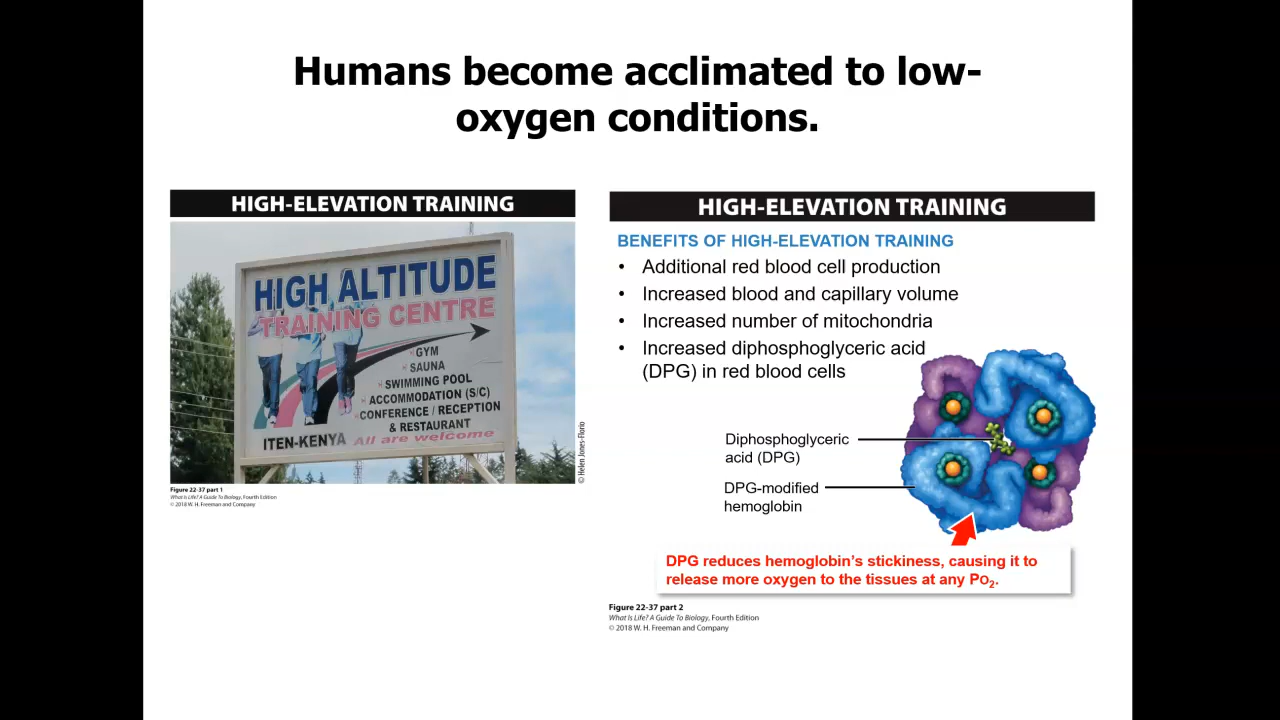 Humans become acclimated to low-
oxygen conditions.
HIGH-ELEVATION TRAINING
HIGH ALTITUDE
TRAINING CENTRE
GYM
SAUNA
SWIMMING POOL
ACCOMMODATION (S/C)
CONFERENCE / RECEPTION
& RESTAURANT
ITEN-KENYA All are welcome
© Helen Jones-Florio
Figure 22-37 part 1
What Is Life? A Guide To Biology, Fourth Edition
© 2018 W. H. Freeman and Company
HIGH-ELEVATION TRAINING
BENEFITS OF HIGH-ELEVATION TRAINING
• Additional red blood cell production
• Increased blood and capillary volume
• Increased number of mitochondria
• Increased diphosphoglyceric acid
(DPG) in red blood cells
Diphosphoglyceric
acid (DPG)
DPG-modified
hemoglobin
DPG reduces hemoglobin's stickiness, causing it to
release more oxygen to the tissues at any PO2.
Figure 22-37 part 2
What Is Life? A Guide To Biology, Fourth Edition
© 2018 W. H. Freeman and Company